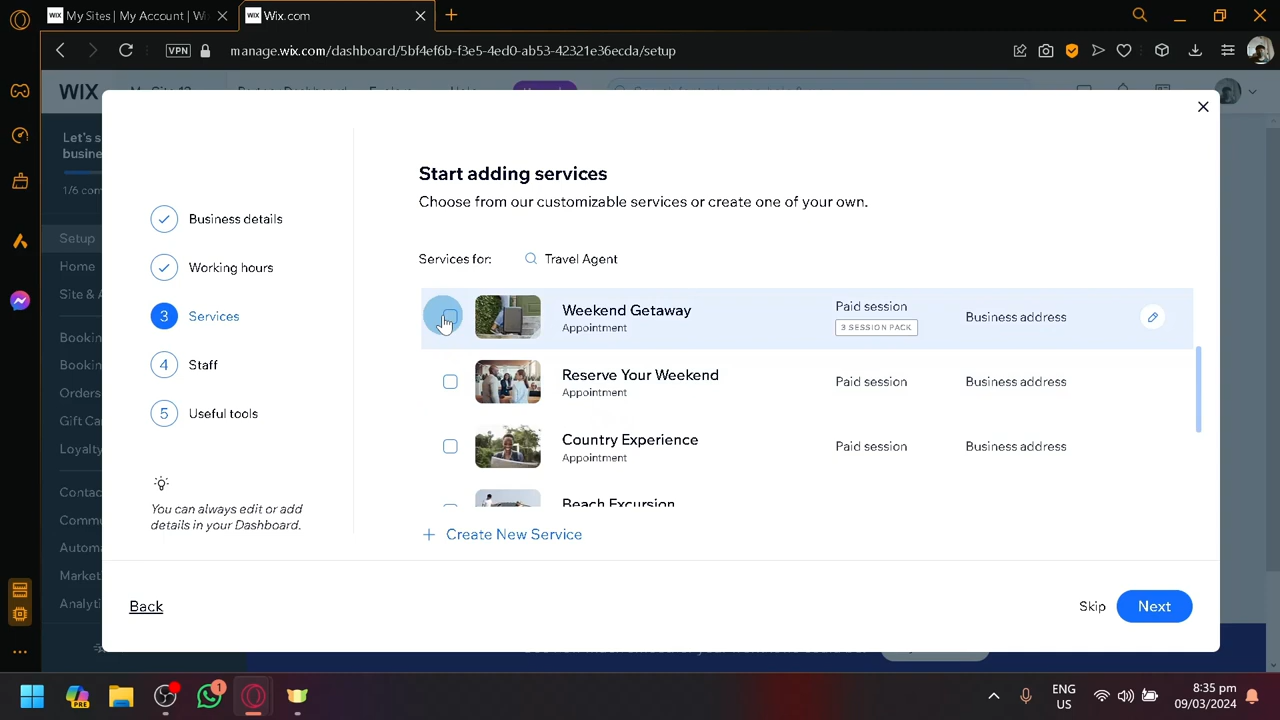 My Sites | My Account | Wi
Wix.com
VPN
manage.wix.com/dashboard/5bf4ef6b-f3e5-4ed0-ab53-42321e36ecda/setup
WIX
Let's s
busine
1/6 com
Setup
Home
Site &
Bookin
Bookin
Orders
Gift Ca
Loyalty
Contac
Comm
Automa
Market
Analyti
Business details
Working hours
3
Services
4
Staff
5
Useful tools
You can always edit or add
details in your Dashboard.
Start adding services
Choose from our customizable services or create one of your own.
Services for:
Travel Agent
Weekend Getaway
Appointment
Paid session
3 SESSION PACK
Business address
Reserve Your Weekend
Appointment
Paid session
Business address
Country Experience
Appointment
Paid session
Business address
Beach Excursion
+ Create New Service
Back
Skip
Next
PRE
1
ENG
US
8:35 pm
09/03/2024